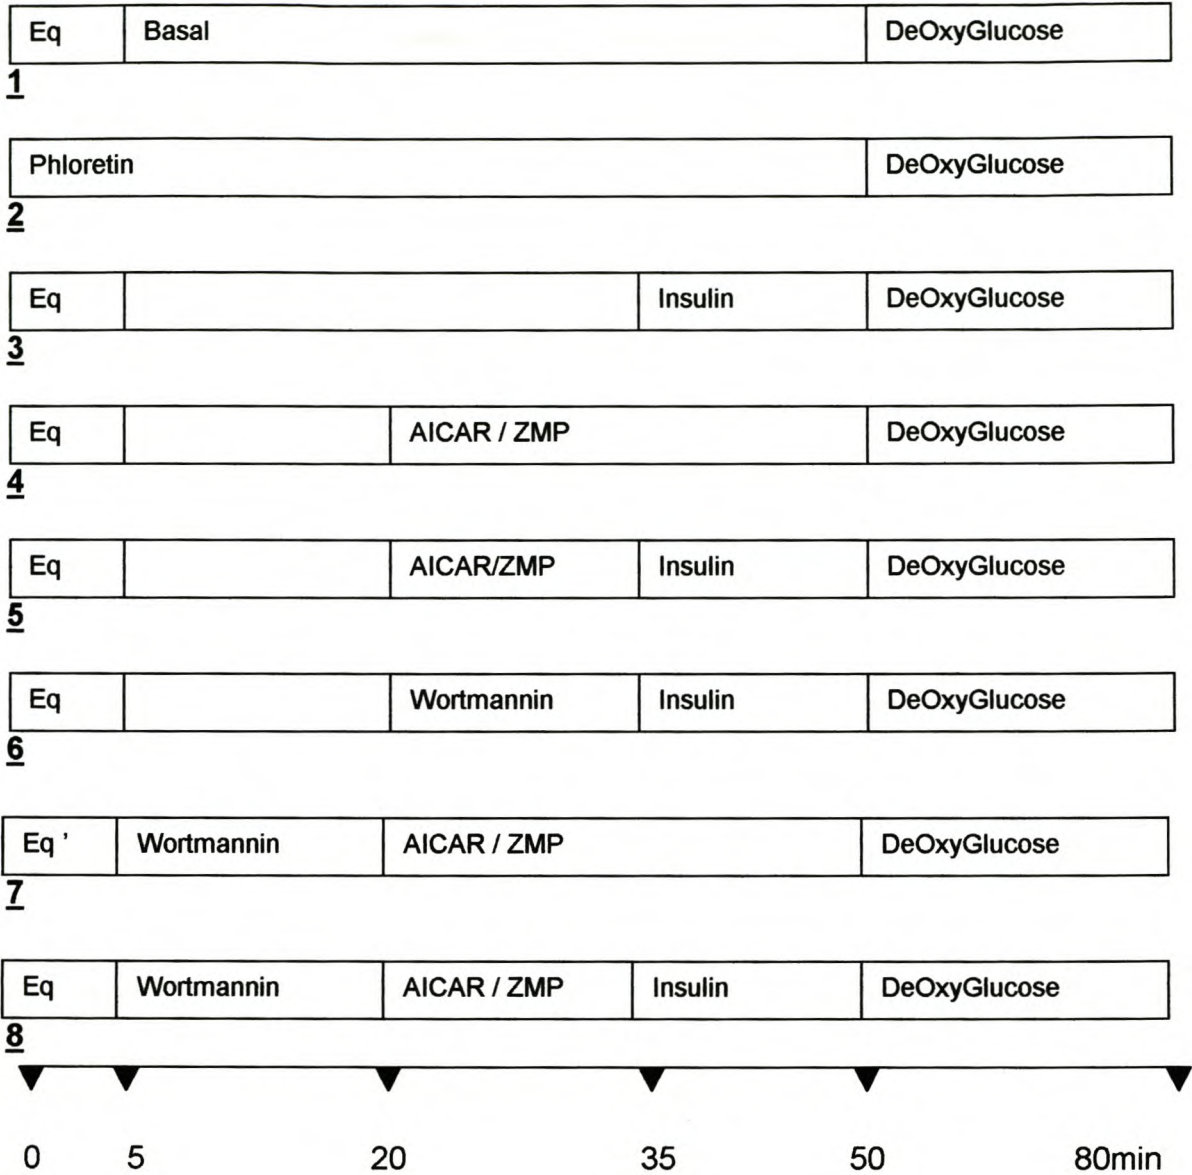 Eq Basal DeOxyGlucose
1
Phloretin DeOxyGlucose
2
Eq Insulin DeOxyGlucose
3
Eq AICAR / ZMP DeOxyGlucose
4
Eq AICAR/ZMP Insulin DeOxyGlucose
5
Eq Wortmannin Insulin DeOxyGlucose
6
Eq ' Wortmannin AICAR / ZMP DeOxyGlucose
7
Eq Wortmannin AICAR / ZMP Insulin DeOxyGlucose
8
0 5 20 35 50 80min